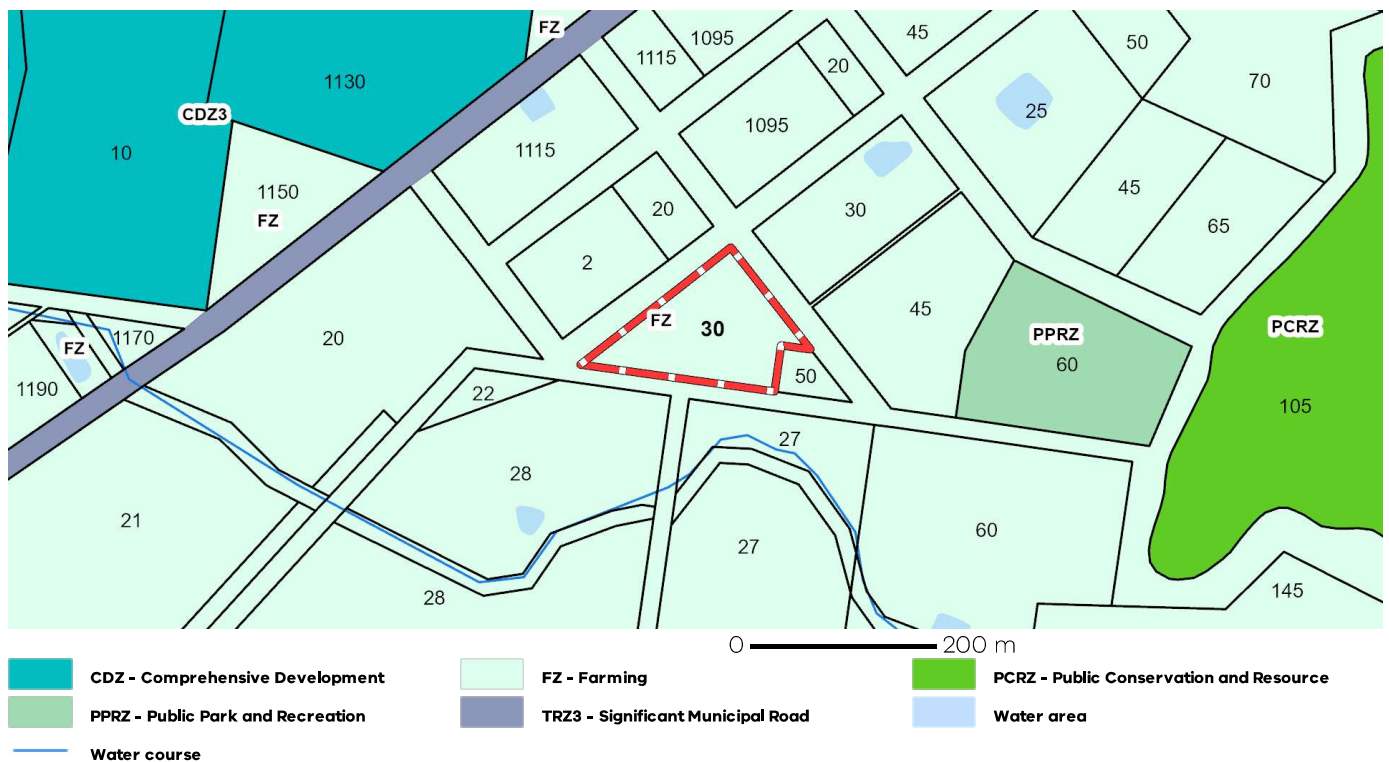 FZ
45
50
1095
1115
20
70
1130
25
CDZ3
1095
10
1115
45
1150
20
30
65
FZ
2
45
FZ
30
PCRZ
1170
20
FZ
PPRZ
60
50
1190
22
105
27
28
21
60
27
28
145
0 200 m
CDZ - Comprehensive Development
FZ - Farming
PCRZ - Public Conservation and Resource
PPRZ - Public Park and Recreation
TRZ3 - Significant Municipal Road
Water area
Water course